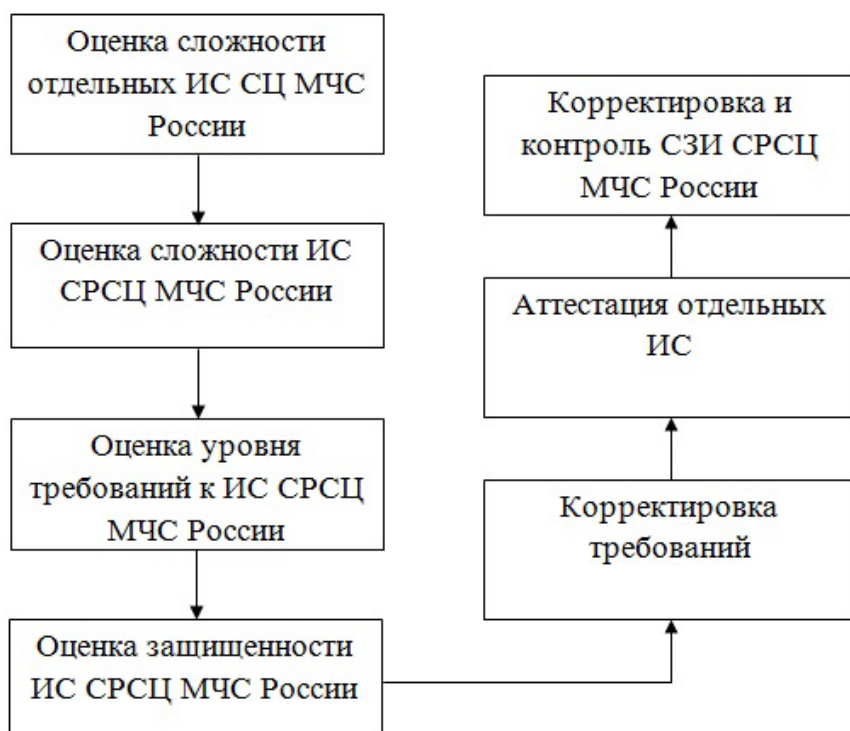 Оценка сложности
отдельных ИС СЦ МЧС
России
Оценка сложности ИС
СРСЦ МЧС России
Оценка уровня
требований к ИС СРСЦ
МЧС России
Оценка защищенности
ИС СРСЦ МЧС России
Корректировка и
контроль СЗИ СРСЦ
МЧС России
Аттестация отдельных
ИС
Корректировка
требований